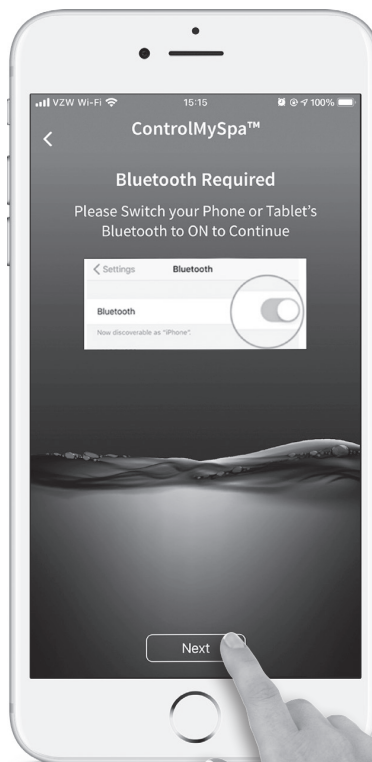 VZW Wi-Fi 15:15 100%
ControlMySpa™
Bluetooth Required
Please Switch your Phone or Tablet's
Bluetooth to ON to Continue
Settings Bluetooth
Bluetooth
Now discoverable as "iPhone".
Next